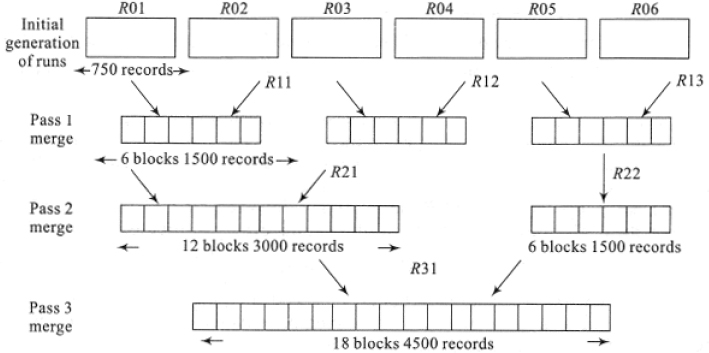 R01 R02 R03 R04 R05 R06
Initial
generation
of runs
750 records
R11 R12 R13
Pass 1
merge
6 blocks 1500 records
R21 R22
Pass 2
merge
12 blocks 3000 records 6 blocks 1500 records
R31
Pass 3
merge
18 blocks 4500 records